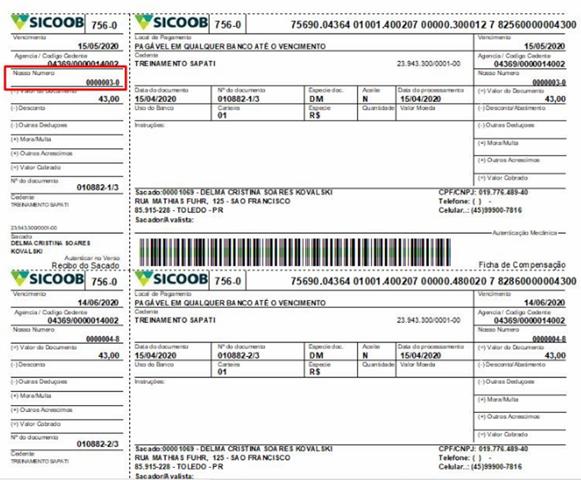 SICOOB 756-0
Vencimento
15/05/2020
Agencia / Codigo Cedente
04369/0000014002
Nosso Numero
0000003-0
(=) Valor do Documento
43,00
(-) Desconto
(-) Outras Deduçoes
(+) Mora/Multa
(+) Outros Acrescimos
(=) Valor Cobrado
Nº do documento
010882-1/3
Cedente
TREINAMENTO SAPATI
23.943.300/0001-00
Sacado
DELMA CRISTINA SOARES
KOVALSKI
Autenticar no Verso
Recibo do Sacado
SICOOB 756-0 75690.04364 01001.400207 00000.300012 7 82560000004300
Local de Pagamento
PAGÁVEL EM QUALQUER BANCO ATÉ O VENCIMENTO
Vencimento
15/05/2020
Cedente
TREINAMENTO SAPATI 23.943.300/0001-00
Agencia / Codigo Cedente
04369/0000014002
Data do documento Nº do documento Especie doc. Aceite Data do processamento
15/04/2020 010882-1/3 DM N 15/04/2020
Nosso Numero
0000003-0
Uso do Banco Carteira Especie Quantidade Valor Moeda
01 R$
(=) Valor do Documento
43,00
Instruções:
(-) Desconto/Abatimento
(-) Outras Deduçoes
(+) Mora/Multa
(+) Outros Acrescimos
(+) Valor Cobrado
Sacado:00001069 - DELMA CRISTINA SOARES KOVALSKI CPF/CNPJ: 019.776.489-40
RUA MATHIAS FUHR, 125 - SAO FRANCISCO Telefone: ( ) -
85.915-228 - TOLEDO - PR Celular..: (45)99900-7816
Sacador/Avalista:
Autenticação Mecânica
Ficha de Compensação
SICOOB 756-0
Vencimento
14/06/2020
Agencia / Codigo Cedente
04369/0000014002
Nosso Numero
0000004-8
(=) Valor do Documento
43,00
(-) Desconto
(-) Outras Deduçoes
(+) Mora/Multa
(+) Outros Acrescimos
(+) Valor Cobrado
Nº do documento
010882-2/3
Cedente
TREINAMENTO SAPATI
SICOOB 756-0 75690.04364 01001.400207 00000.480020 7 82860000004300
Local de Pagamento
PAGÁVEL EM QUALQUER BANCO ATÉ O VENCIMENTO
Vencimento
14/06/2020
Cedente
TREINAMENTO SAPATI 23.943.300/0001-00
Agencia / Codigo Cedente
04369/0000014002
Data do documento Nº do documento Especie doc. Aceite Data do processamento
15/04/2020 010882-2/3 DM N 15/04/2020
Nosso Numero
0000004-8
Uso do Banco Carteira Especie Quantidade Valor Moeda
01 R$
(=) Valor do Documento
43,00
Instruções:
(-) Desconto/Abatimento
(-) Outras Deduçoes
(+) Mora/Multa
(+) Outros Acrescimos
(+) Valor Cobrado
Sacado:00001069 - DELMA CRISTINA SOARES KOVALSKI CPF/CNPJ: 019.776.489-40
RUA MATHIAS FUHR, 125 - SAO FRANCISCO Telefone: ( ) -
85.915-228 - TOLEDO - PR Celular..: (45)99900-7816
Sacador/Avalista: